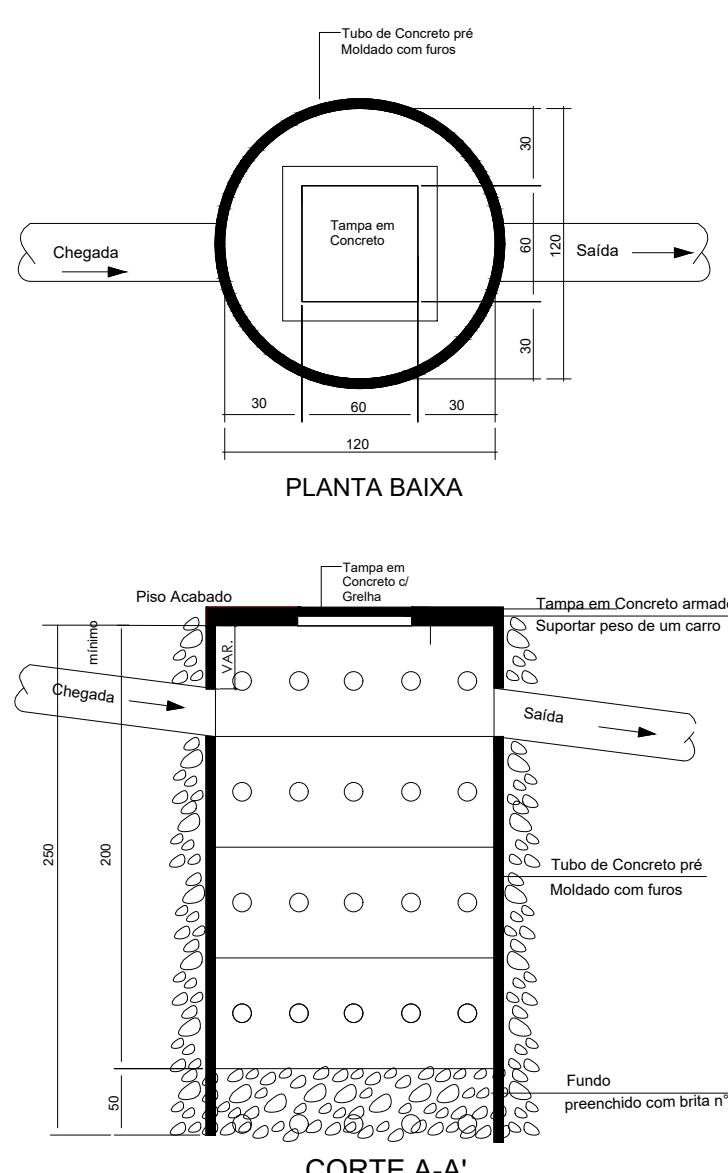 Tubo de Concreto pré
Moldado com furos
30
Tampa em
Concreto
Chegada
60
120
Saída
30
30
60
30
120
PLANTA BAIXA
Tampa em
Concreto c/
Grelha
Piso Acabado
Tampa em Concreto armado
Suportar peso de um carro
mínimo
VAR.
Chegada
Saída
250
200
Tubo de Concreto pré
Moldado com furos
50
Fundo
preenchido com brita n°
CORTE A-A'